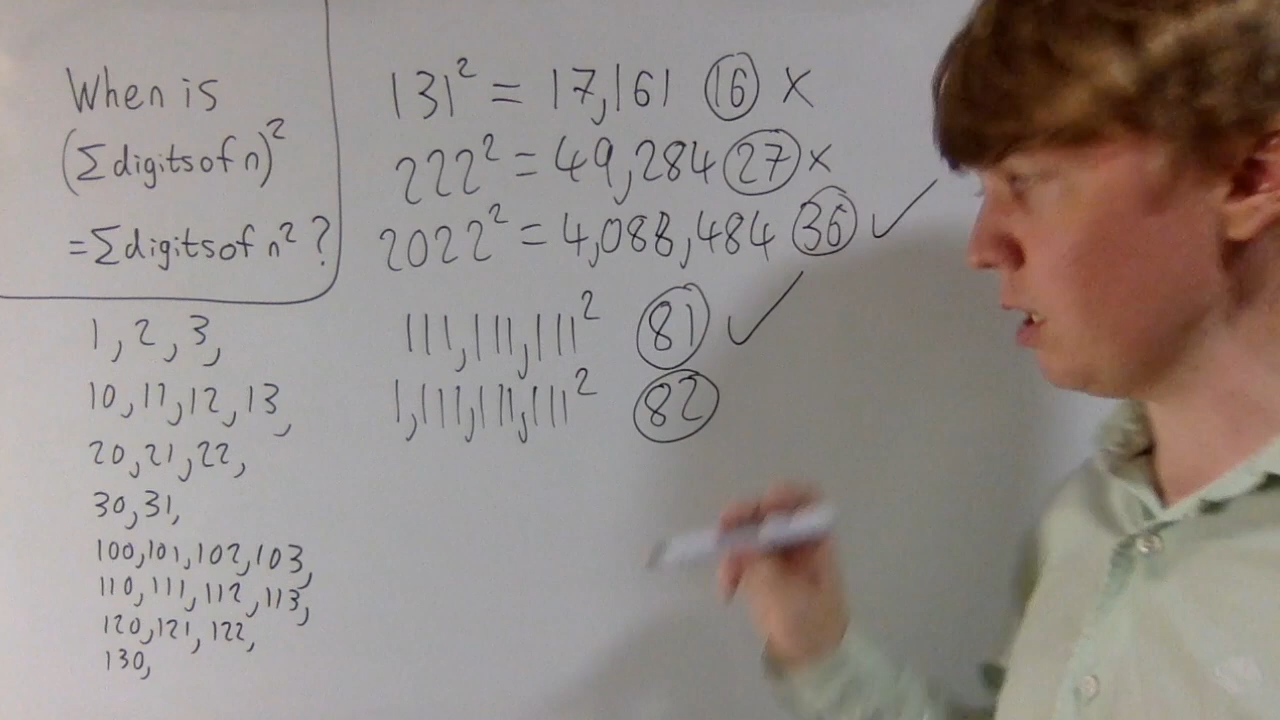 When is
(Σ digits of n)²
= Σ digits of n² ?
1, 2, 3,
10, 11, 12, 13,
20, 21, 22,
30, 31,
100, 101, 102, 103,
110, 111, 112, 113,
120, 121, 122,
130,
131² = 17,161 16 ×
222² = 49,284 27 ×
2022² = 4,088,484 36 ✓
111,111,111² 81 ✓
1,111,111,111² 82